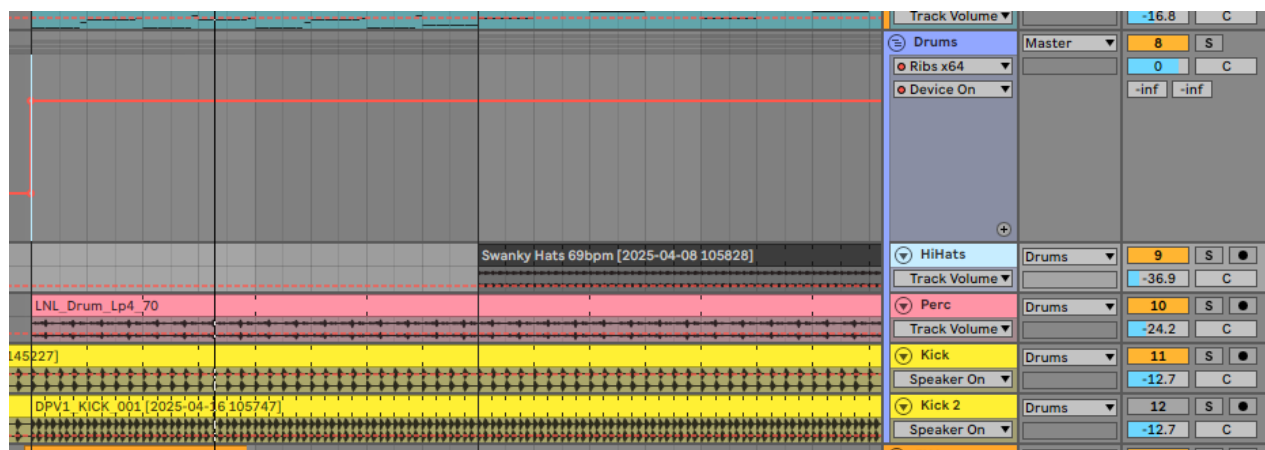 Track Volume -16.8 C
Drums Master 8 S
Ribs x64 0 C
Device On -inf -inf
Swanky Hats 69bpm [2025-04-08 105828] HiHats Drums 9 S
Track Volume -36.9 C
LNL_Drum_Lp4_70 Perc Drums 10 S
Track Volume -24.2 C
145227] Kick Drums 11 S
Speaker On -12.7 C
DPV1_KICK_001 [2025-04-16 105747] Kick 2 Drums 12 S
Speaker On -12.7 C